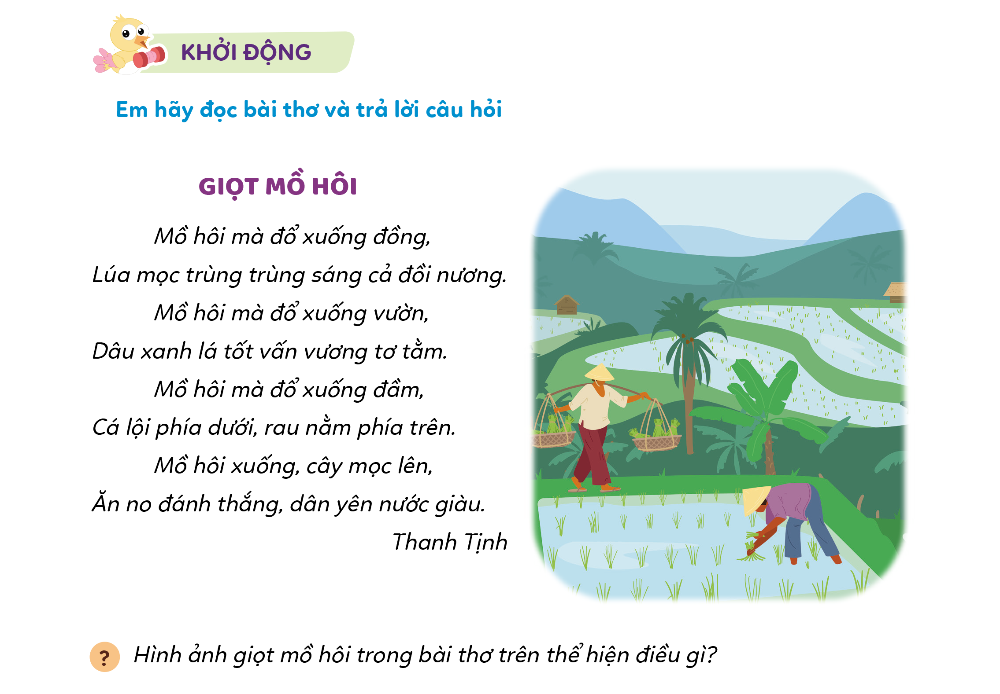 KHỞI ĐỘNG
Em hãy đọc bài thơ và trả lời câu hỏi
GIỌT MỒ HÔI
Mồ hôi mà đổ xuống đồng,
Lúa mọc trùng trùng sáng cả đồi nương.
Mồ hôi mà đổ xuống vườn,
Dâu xanh lá tốt vấn vương tơ tằm.
Mồ hôi mà đổ xuống đầm,
Cá lội phía dưới, rau nằm phía trên.
Mồ hôi xuống, cây mọc lên,
Ăn no đánh thắng, dân yên nước giàu.
Thanh Tịnh
? Hình ảnh giọt mồ hôi trong bài thơ trên thể hiện điều gì?